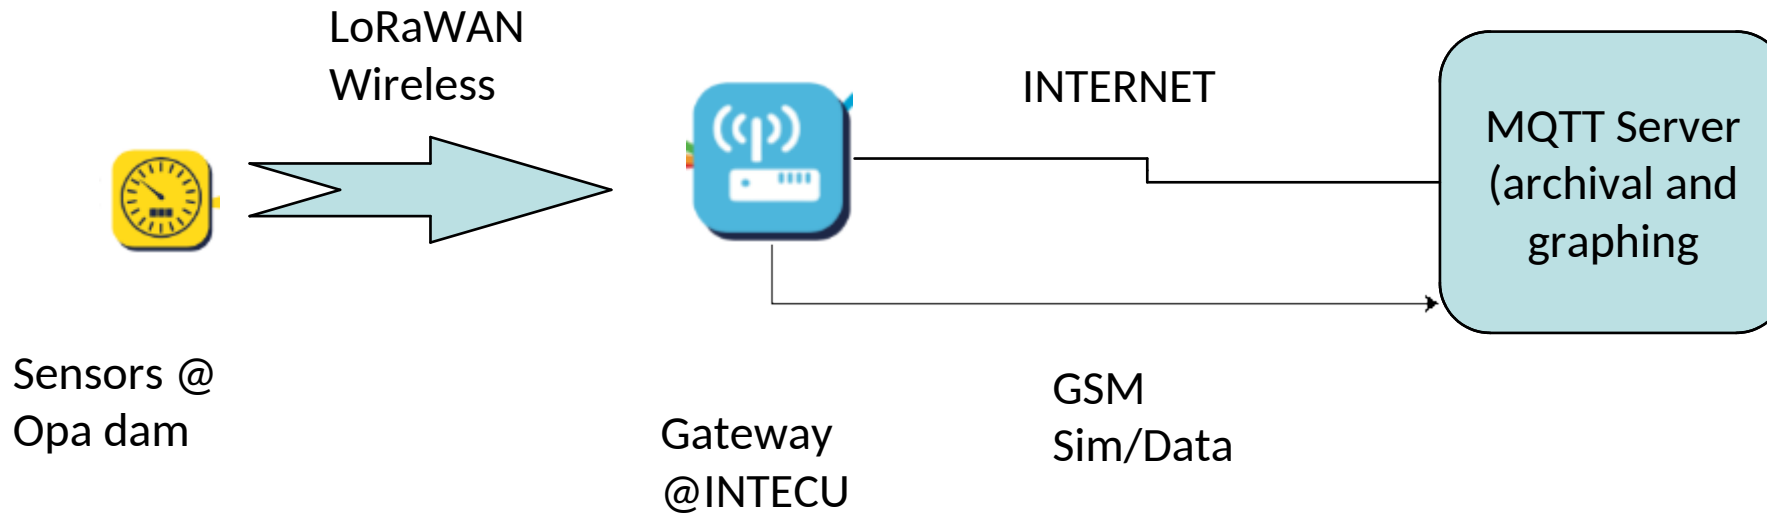 LoRaWAN
Wireless
INTERNET
MQTT Server
(archival and
graphing
Sensors @
Opa dam
Gateway
@INTECU
GSM
Sim/Data